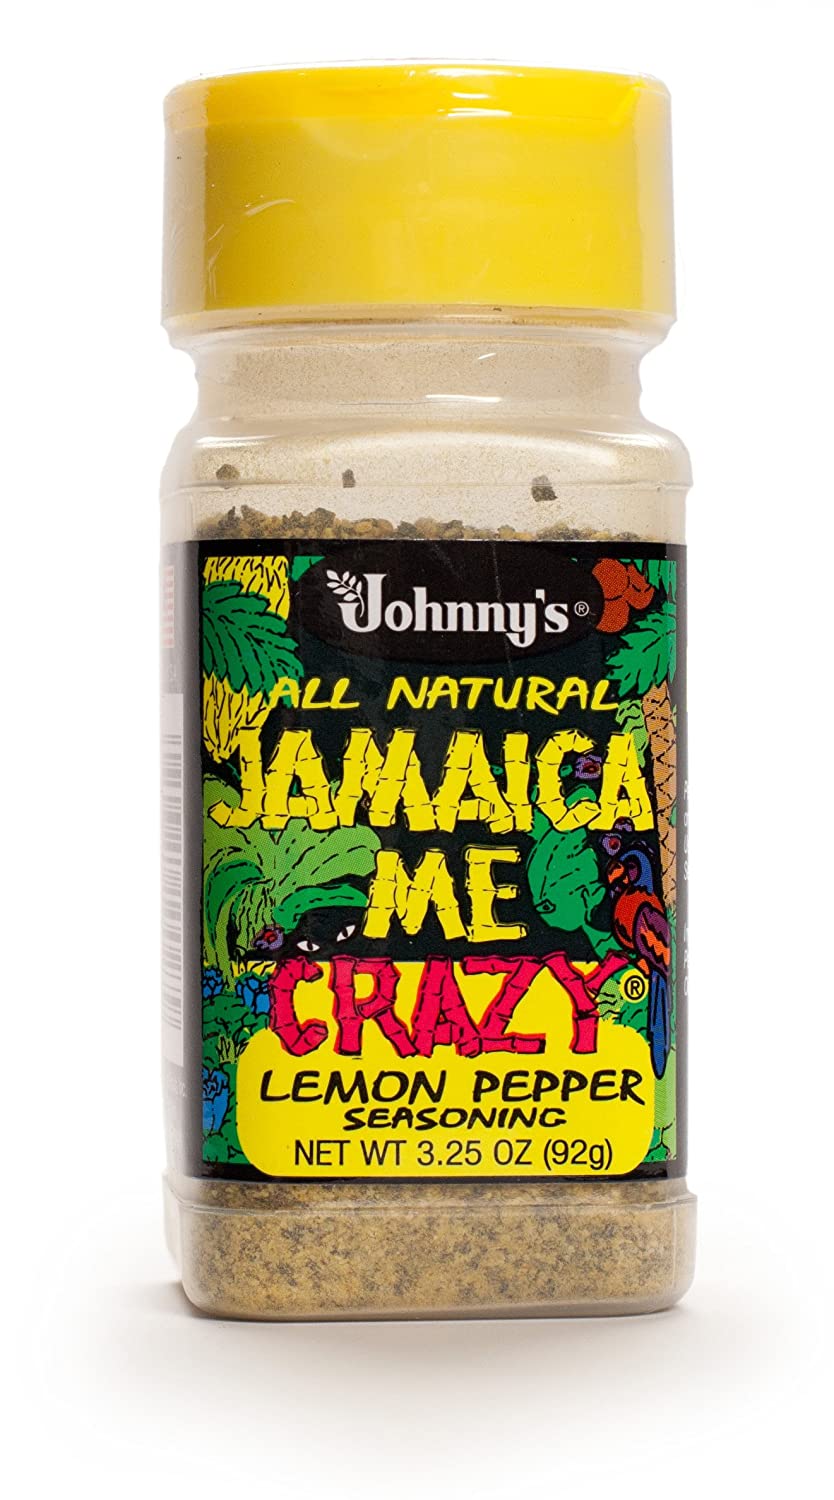 Johnny's®
ALL NATURAL
JAMAICA
ME
CRAZY®
LEMON PEPPER
SEASONING
NET WT 3.25 OZ (92g)